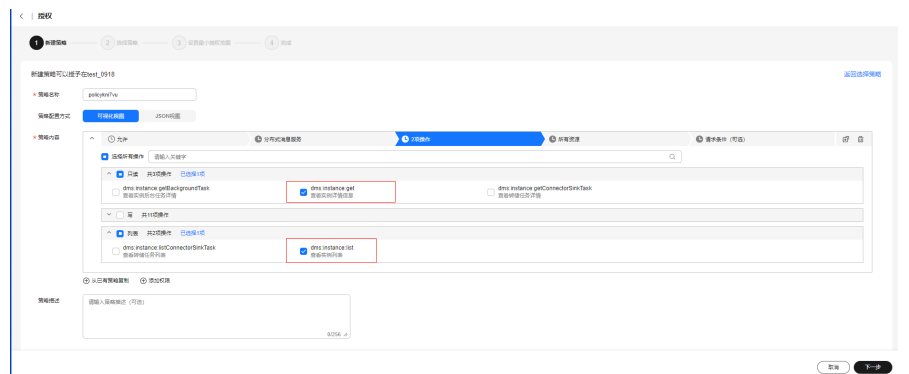 授权
1 新建策略 2 授权策略 3 设置最小授权范围 4 完成
新建策略可以授予在test_0918 返回选择策略
* 策略名称 policykni7vu
策略配置方式 可视化视图 JSON视图
* 策略内容 允许 分布式消息服务 2项操作 所有资源 请求条件 (可选)
选择所有操作 请输入关键字
只读 共3项操作 已选择1项
dms:instance:getBackgroundTask dms:instance:get dms:instance:getConnectorSinkTask
查看实例后台任务详情 查看实例详情信息 查看转储任务详情
写 共11项操作
列表 共2项操作 已选择1项
dms:instance:listConnectorSinkTask dms:instance:list
查看转储任务列表 查看实例列表
从已有策略复制 添加权限
策略描述 请输入策略描述 (可选)
0/256
取消 下一步